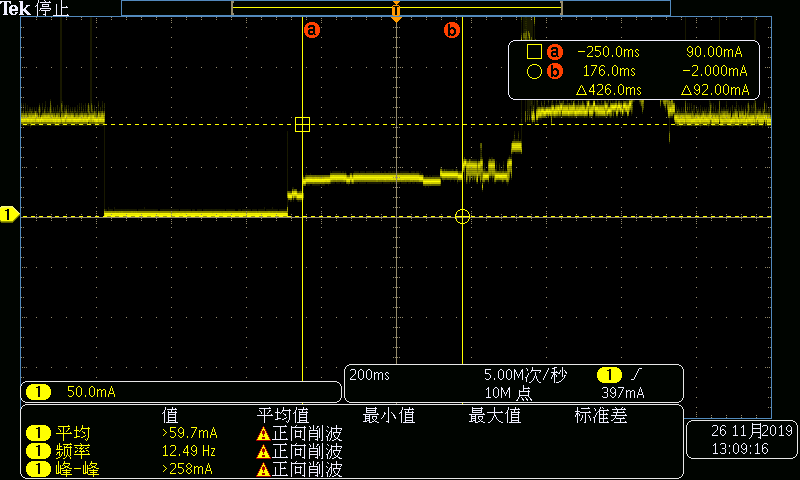 Tek 停止
T
a b
a −250.0ms 90.00mA
b 176.0ms −2.000mA
△426.0ms △92.00mA
1
1 50.0mA
200ms 5.00M次/秒 1
10M 点 397mA
值 平均值 最小值 最大值 标准差
1 平均 >59.7mA 正向削波
1 频率 12.49 Hz 正向削波
1 峰-峰 >258mA 正向削波
26 11月2019
13:09:16